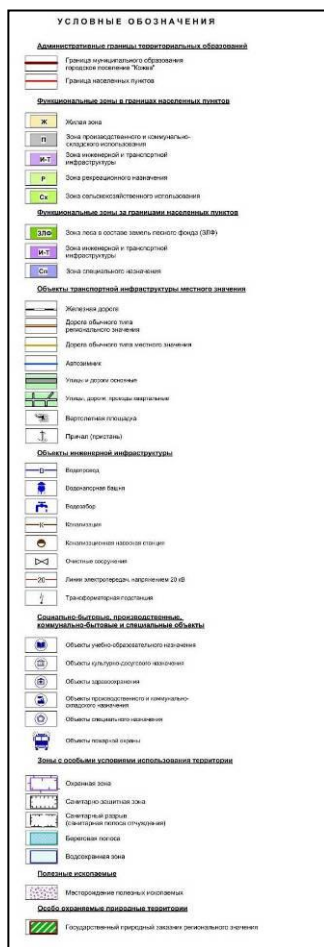 УСЛОВНЫЕ ОБОЗНАЧЕНИЯ
Административные границы территориальных образований
Граница муниципального образования
городское поселение "Кожва"
Граница населенных пунктов
Функциональные зоны в границах населенных пунктов
Ж Жилая зона
П Зона производственного и коммунально-
складского использования
И-Т Зона инженерной и транспортной
инфраструктуры
Р Зона рекреационного назначения
Сх Зона сельскохозяйственного использования
Функциональные зоны за границами населенных пунктов
ЗЛФ Зона леса в составе земель лесного фонда (ЗЛФ)
И-Т Зона инженерной и транспортной
инфраструктуры
Сп Зона специального назначения
Объекты транспортной инфраструктуры местного значения
Железная дорога
Дорога обычного типа
регионального значения
Дорога обычного типа местного значения
Автозимник
Улицы и дороги основные
Улицы, дороги, проезды квартальные
Вертолетная площадка
Причал (пристань)
Объекты инженерной инфраструктуры
В Водопровод
Водонапорная башня
Водозабор
К Канализация
Канализационная насосная станция
Очистные сооружения
20 Линии электропередач, напряжением 20 кВ
Трансформаторная подстанция
Социально-бытовые, производственные,
коммунально-бытовые и специальные объекты
Объекты учебно-образовательного назначения
Объекты культурно-досугового назначения
Объекты здравоохранения
Объекты производственного и коммунально-
складского назначения
Объекты специального назначения
Объекты пожарной охраны
Зоны с особыми условиями использования территории
Охранная зона
Санитарно-защитная зона
Санитарный разрыв
(санитарная полоса отчуждения)
Береговая полоса
Водоохранная зона
Полезные ископаемые
Месторождение полезных ископаемых
Особо охраняемые природные территории
Государственный природный заказник регионального значения